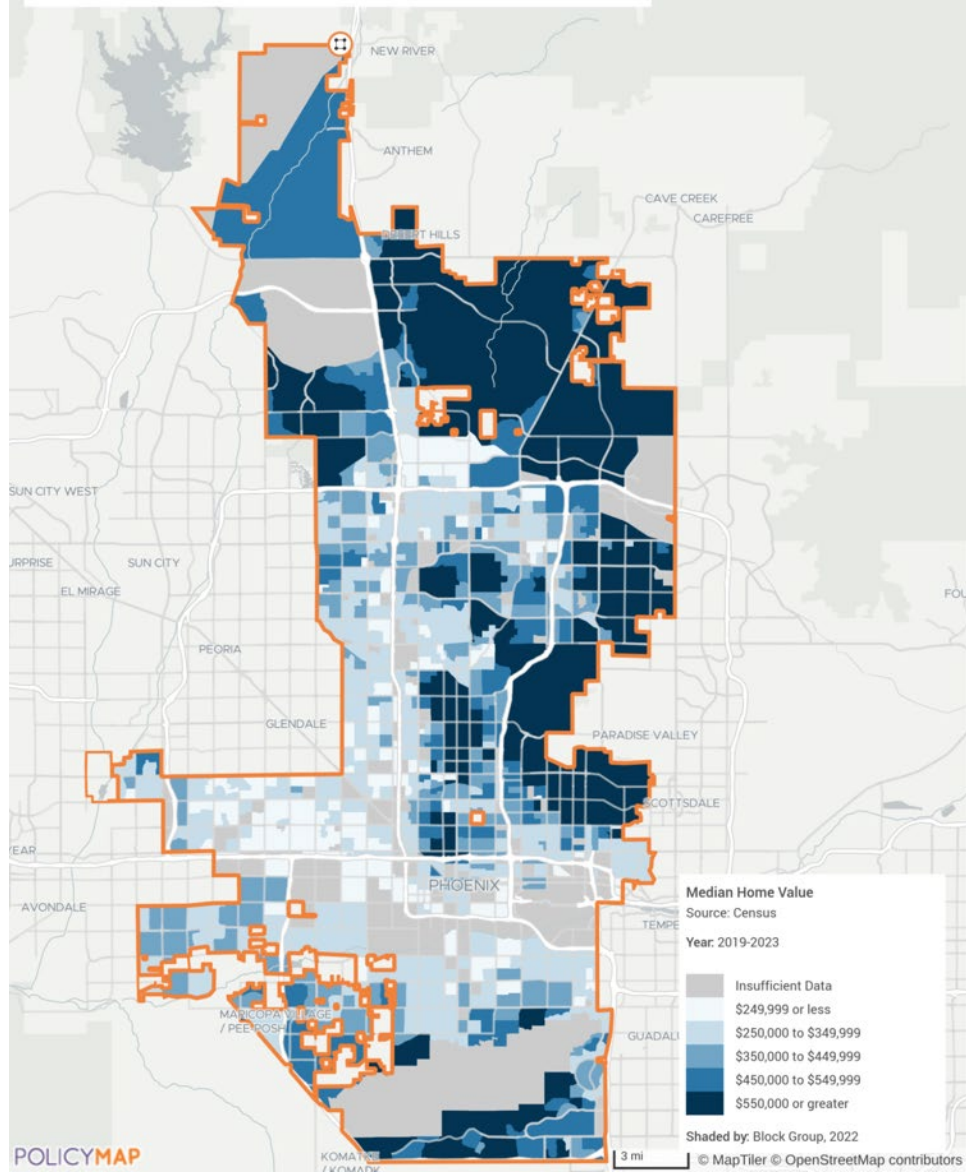 NEW RIVER
ANTHEM
CAVE CREEK
CAREFREE
DESERT HILLS
SUN CITY WEST
URPRISE
SUN CITY
EL MIRAGE
FOU
PEORIA
GLENDALE
PARADISE VALLEY
SCOTTSDALE
YEAR
PHOENIX
AVONDALE
TEMPE
MARICOPA VILLAGE
/ PEE POSH
GUADALU
KOMATKE
/ KOMADK
Median Home Value
Source: Census
Year: 2019-2023
Insufficient Data
$249,999 or less
$250,000 to $349,999
$350,000 to $449,999
$450,000 to $549,999
$550,000 or greater
Shaded by: Block Group, 2022
POLICYMAP
3 mi
© MapTiler © OpenStreetMap contributors